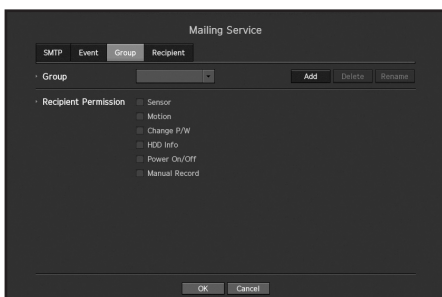 Mailing Service
SMTP Event Group Recipient
Group Add Delete Rename
Recipient Permission Sensor
Motion
Change P/W
HDD Info
Power On/Off
Manual Record
OK Cancel